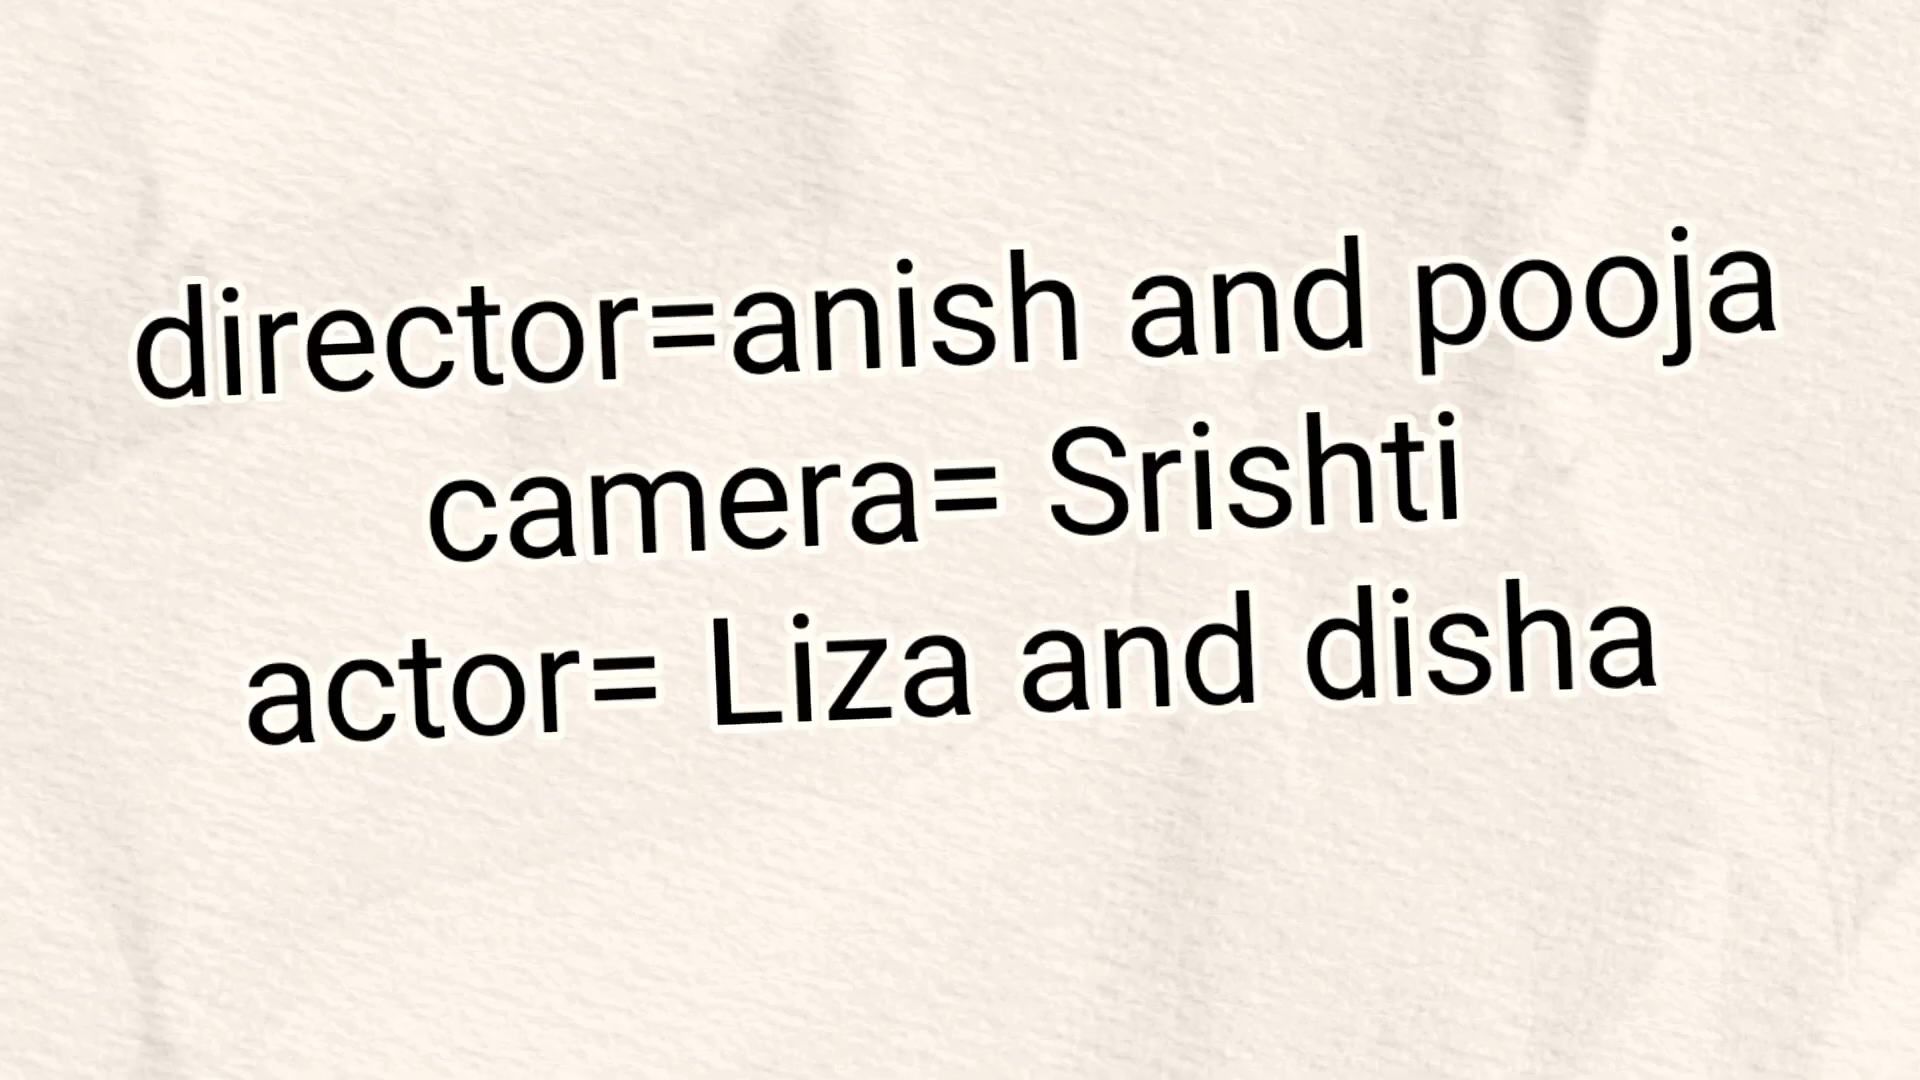 director=anish and pooja
camera= Srishti
actor= Liza and disha